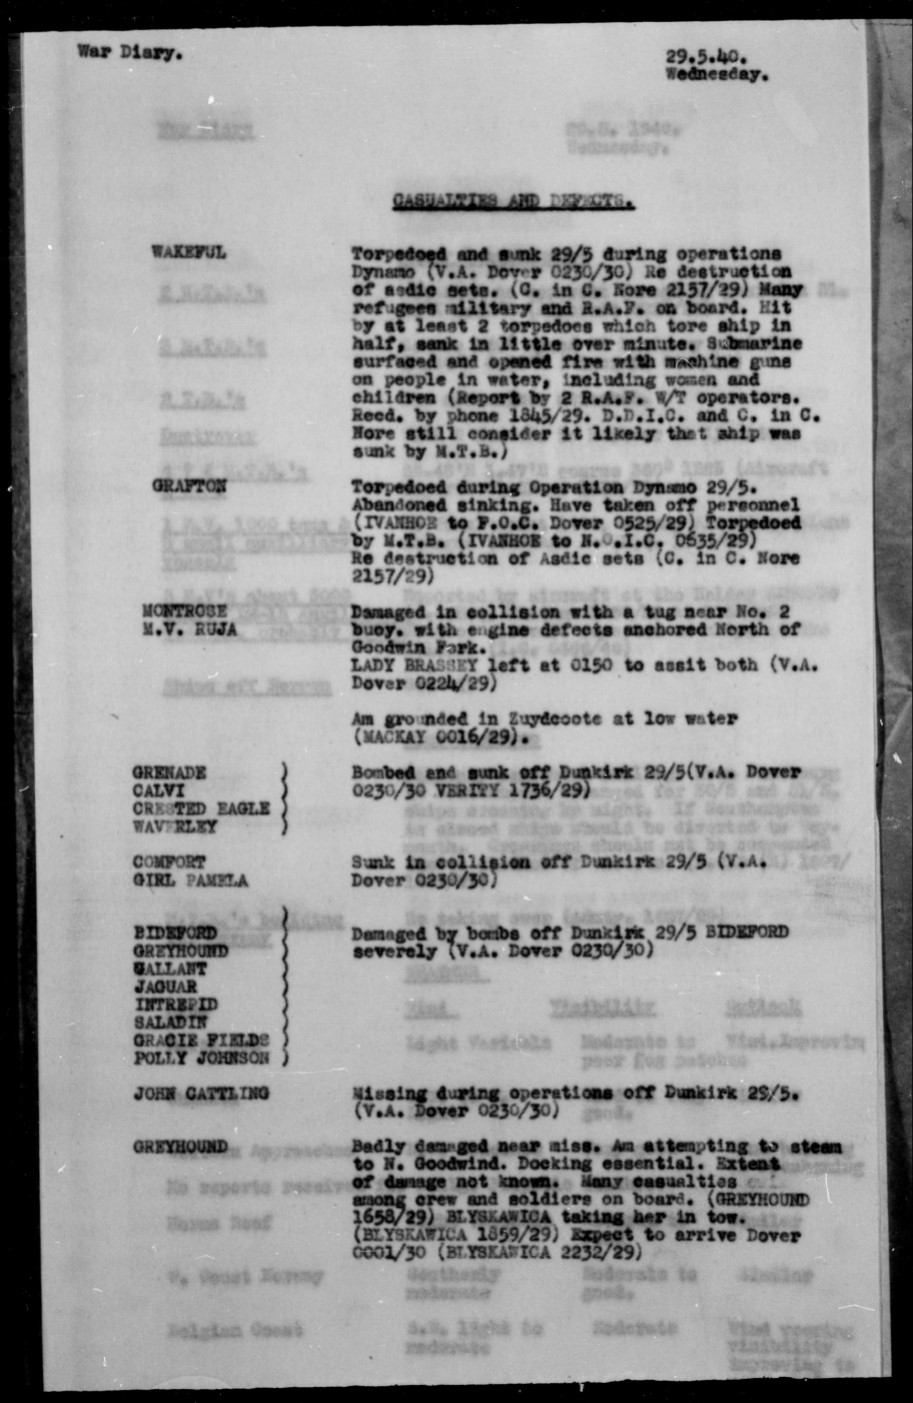 War Diary.
29.5.40.
Wednesday.
CASUALTIES AND DEFECTS.
WAKEFUL
Torpedoed and sunk 29/5 during operations
Dynamo (V.A. Dover 0230/30) Re destruction
of asdic sets. (C. in C. Nore 2157/29) Many
refugees military and R.A.F. on board. Hit
by at least 2 torpedoes which tore ship in
half, sank in little over minute. Submarine
surfaced and opened fire with machine guns
on people in water, including women and
children (Report by 2 R.A.F. W/T operators.
Recd. by phone 1845/29. D.D.I.C. and C. in C.
Nore still consider it likely that ship was
sunk by M.T.B.)
GRAFTON
Torpedoed during Operation Dynamo 29/5.
Abandoned sinking. Have taken off personnel
(IVANHOE to F.O.C. Dover 0525/29) Torpedoed
by M.T.B. (IVANHOE to I.C. 0635/29)
Re destruction of Asdic sets (C. in C. Nore
2157/29)
MONTROSE
M.V. RUJA
Damaged in collision with a tug near No. 2
buoy. with engine defects anchored North of
Goodwin Fark.
LADY BRASSEY left at 0150 to assit both (V.A.
Dover 0224/29)
Am grounded in Zuydcoote at low water
(MACKAY 0016/29).
GRENADE )
CALVI )
CRESTED EAGLE )
WAVERLEY )
Bombed and sunk off Dunkirk 29/5(V.A. Dover
0230/30 VERITY 1736/29)
COMFORT
GIRL PAMELA
Sunk in collision off Dunkirk 29/5 (V.A.
Dover 0230/30)
BIDEFORD )
GREYHOUND )
GALLANT )
JAGUAR )
INTREPID )
SALADIN )
GRACIE FIELDS )
POLLY JOHNSON )
Damaged by bombs off Dunkirk 29/5 BIDEFORD
severely (V.A. Dover 0230/30)
JOHN CATTLING
Missing during operations off Dunkirk 29/5.
(V.A. Dover 0230/30)
GREYHOUND
Badly damaged near miss. Am attempting to steam
to N. Goodwind. Docking essential. Extent
of damage not known. Many casualties
among crew and soldiers on board. (GREYHOUND
1658/29) BLYSKAWICA taking her in tow.
(BLYSKAWICA 1859/29) Expect to arrive Dover
0001/30 (BLYSKAWICA 2232/29)